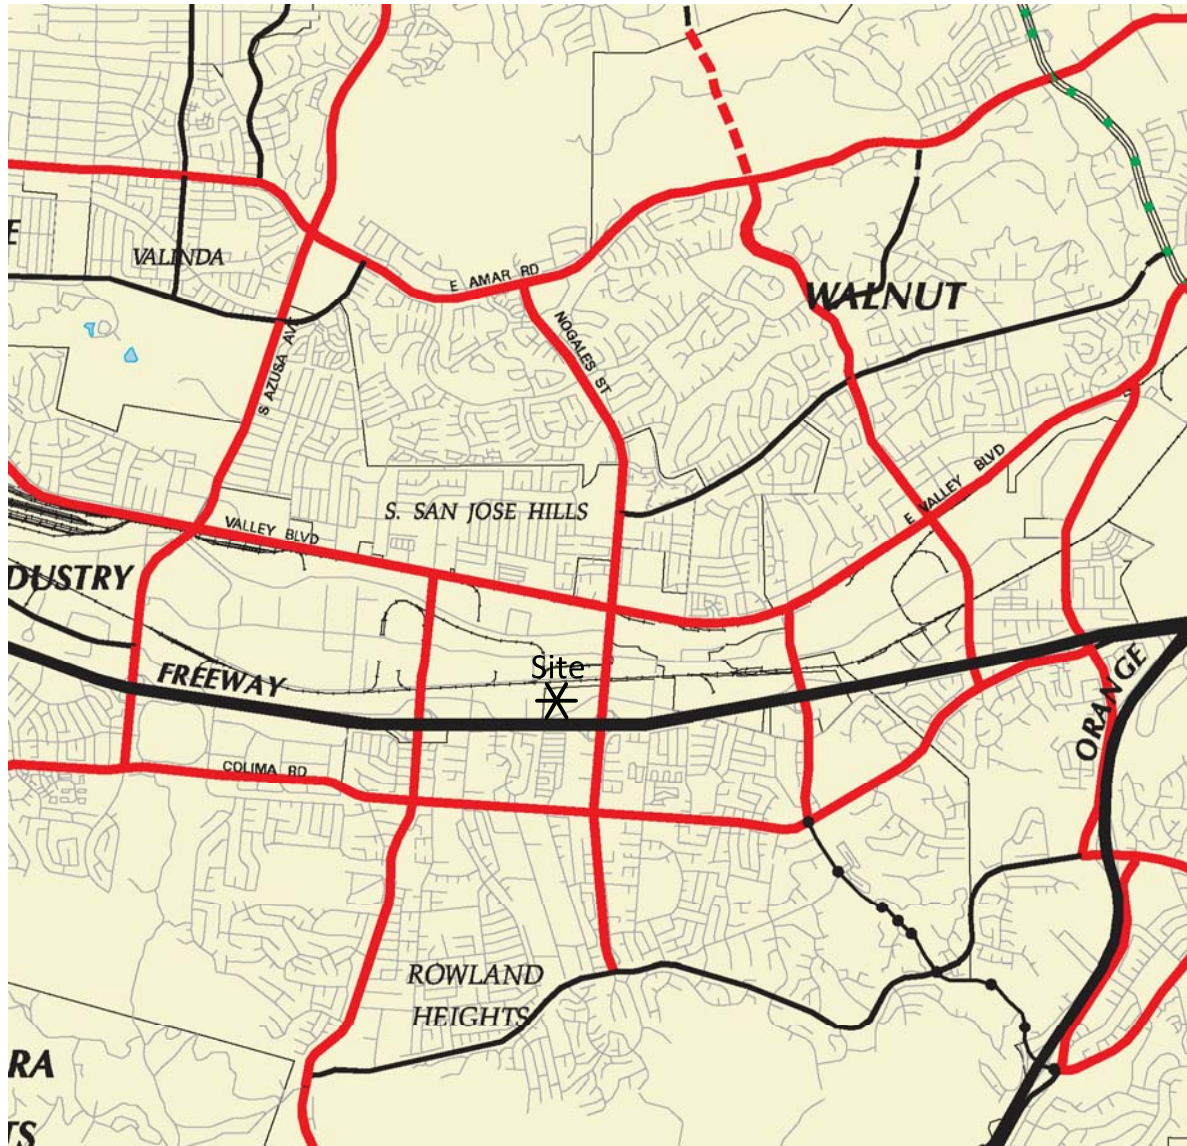 E
VALINDA
E AMAR RD
WALNUT
NOGALES ST
S AZUSA AVE
E VALLEY BLVD
S. SAN JOSE HILLS
VALLEY BLVD
DUSTRY
Site
FREEWAY
ORANGE
COLIMA RD
ROWLAND
HEIGHTS
RA
TS